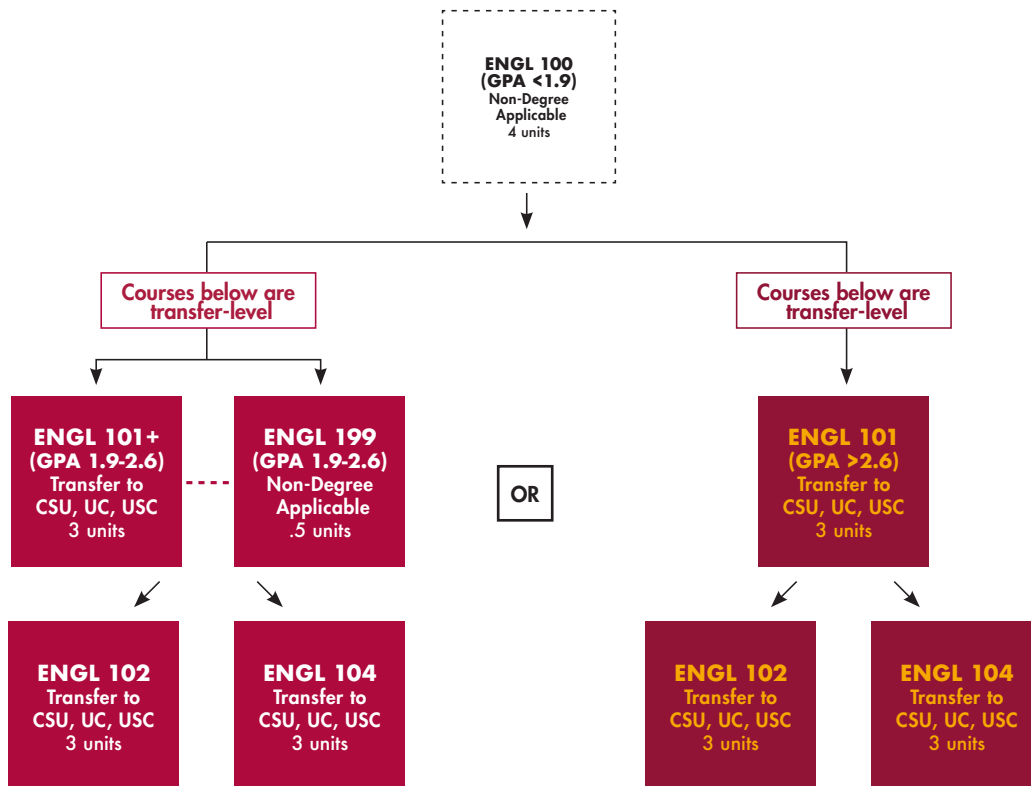 ENGL 100
(GPA <1.9)
Non-Degree
Applicable
4 units
Courses below are
transfer-level
Courses below are
transfer-level
ENGL 101+
(GPA 1.9-2.6)
Transfer to
CSU, UC, USC
3 units
ENGL 199
(GPA 1.9-2.6)
Non-Degree
Applicable
.5 units
OR
ENGL 101
(GPA >2.6)
Transfer to
CSU, UC, USC
3 units
ENGL 102
Transfer to
CSU, UC, USC
3 units
ENGL 104
Transfer to
CSU, UC, USC
3 units
ENGL 102
Transfer to
CSU, UC, USC
3 units
ENGL 104
Transfer to
CSU, UC, USC
3 units